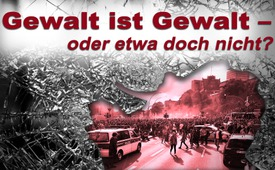 Gewalt ist Gewalt –
oder etwa doch nicht?